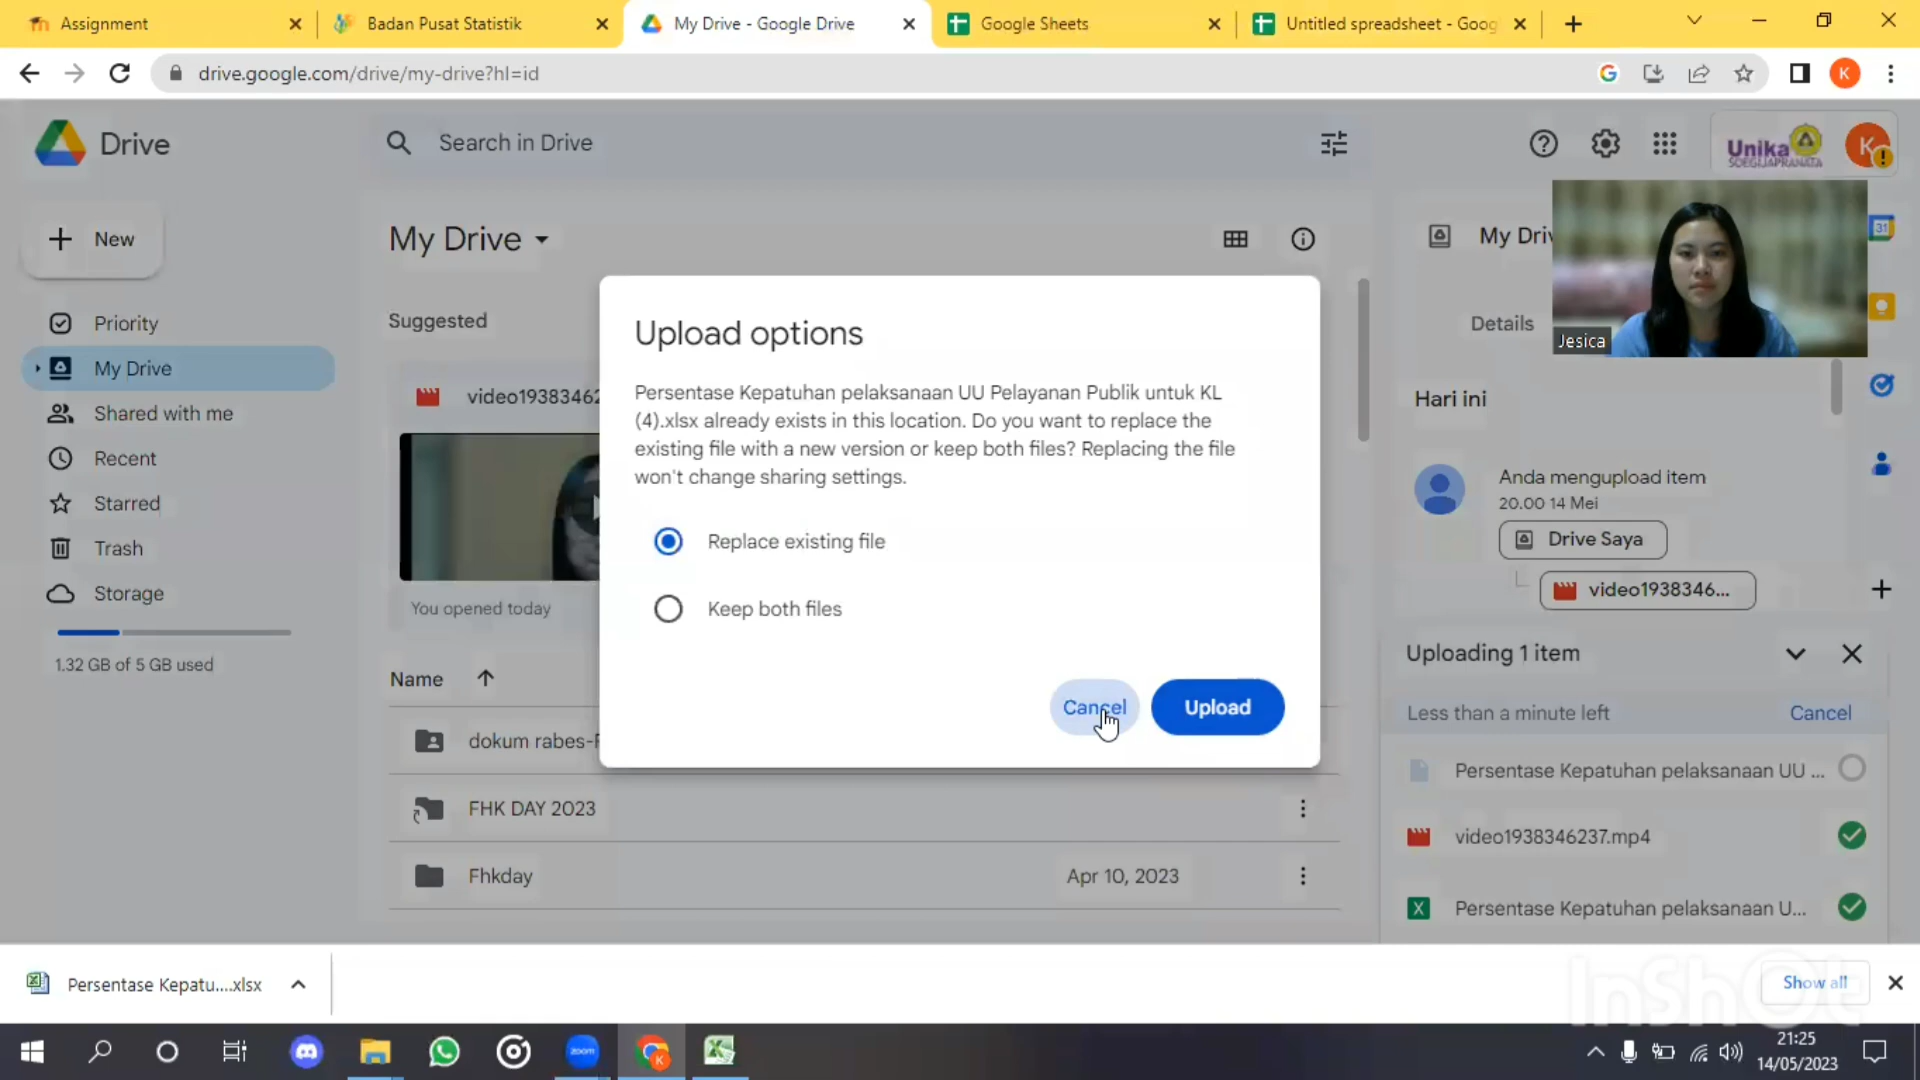 Assignment
Badan Pusat Statistik
My Drive - Google Drive
Google Sheets
Untitled spreadsheet - Goog
drive.google.com/drive/my-drive?hl=id
K
Drive
Search in Drive
Unika
SOEGIJAPRANATA
K
New
My Drive
My Driv
31
Priority
My Drive
Shared with me
Recent
Starred
Trash
Storage
1.32 GB of 5 GB used
Suggested
video19383462
You opened today
Name
dokum rabes-F
FHK DAY 2023
Fhkday
Apr 10, 2023
Upload options
Persentase Kepatuhan pelaksanaan UU Pelayanan Publik untuk KL
(4).xlsx already exists in this location. Do you want to replace the
existing file with a new version or keep both files? Replacing the file
won't change sharing settings.
Replace existing file
Keep both files
Cancel
Upload
Jesica
Details
Hari ini
Anda mengupload item
20.00 14 Mei
Drive Saya
video1938346...
Uploading 1 item
Less than a minute left
Cancel
Persentase Kepatuhan pelaksanaan UU ...
video1938346237.mp4
X
Persentase Kepatuhan pelaksanaan U...
Persentase Kepatu....xlsx
Show all
InShOt
zoom
K
21:25
14/05/2023